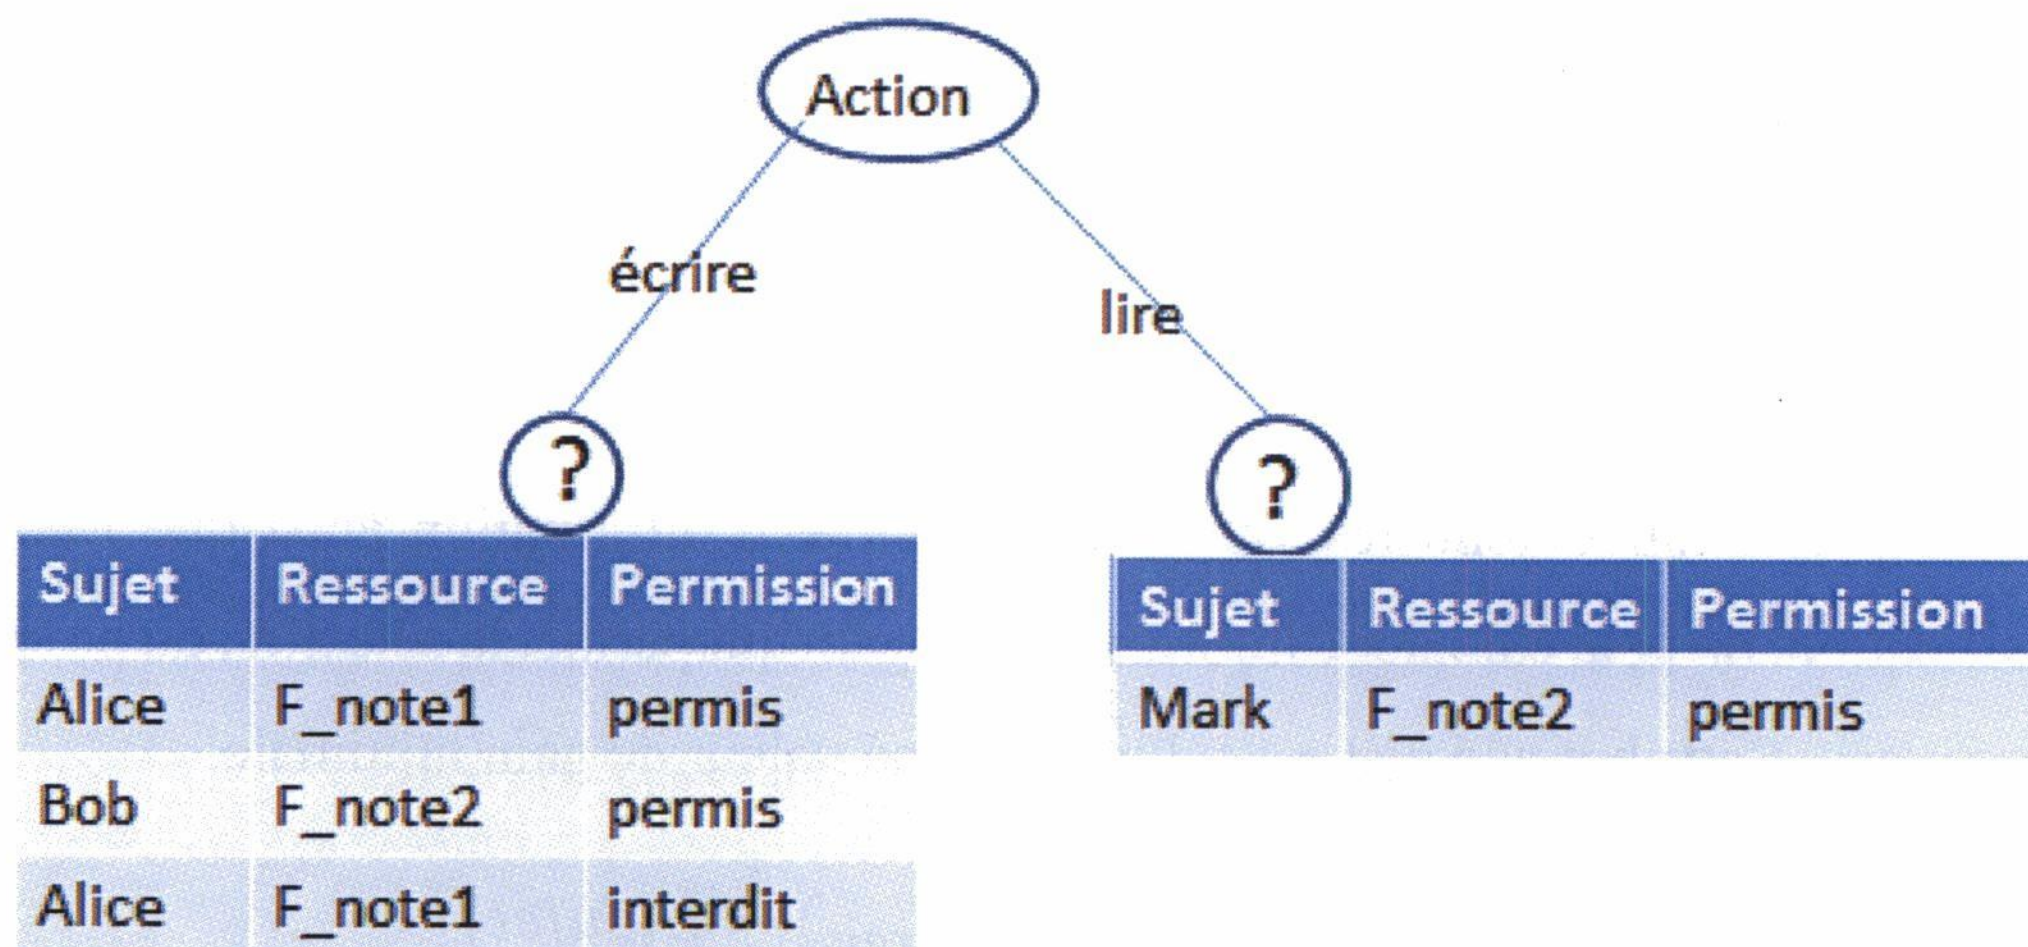 Action
écrire
lire
?
?
Sujet Ressource Permission
Alice F_note1 permis
Bob F_note2 permis
Alice F_note1 interdit
Sujet Ressource Permission
Mark F_note2 permis